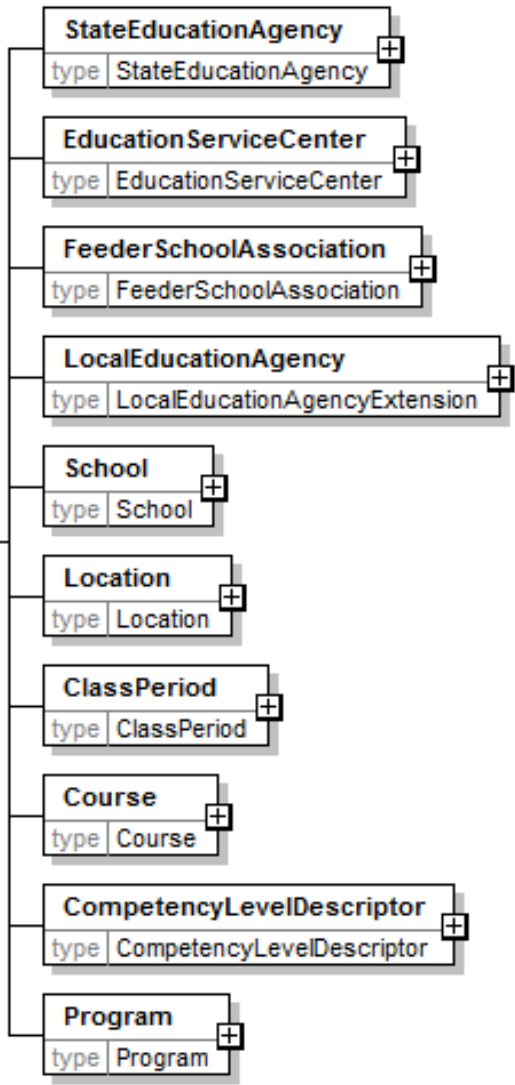 StateEducationAgency
type StateEducationAgency
EducationServiceCenter
type EducationServiceCenter
FeederSchoolAssociation
type FeederSchoolAssociation
LocalEducationAgency
type LocalEducationAgencyExtension
School
type School
Location
type Location
ClassPeriod
type ClassPeriod
Course
type Course
CompetencyLevelDescriptor
type CompetencyLevelDescriptor
Program
type Program